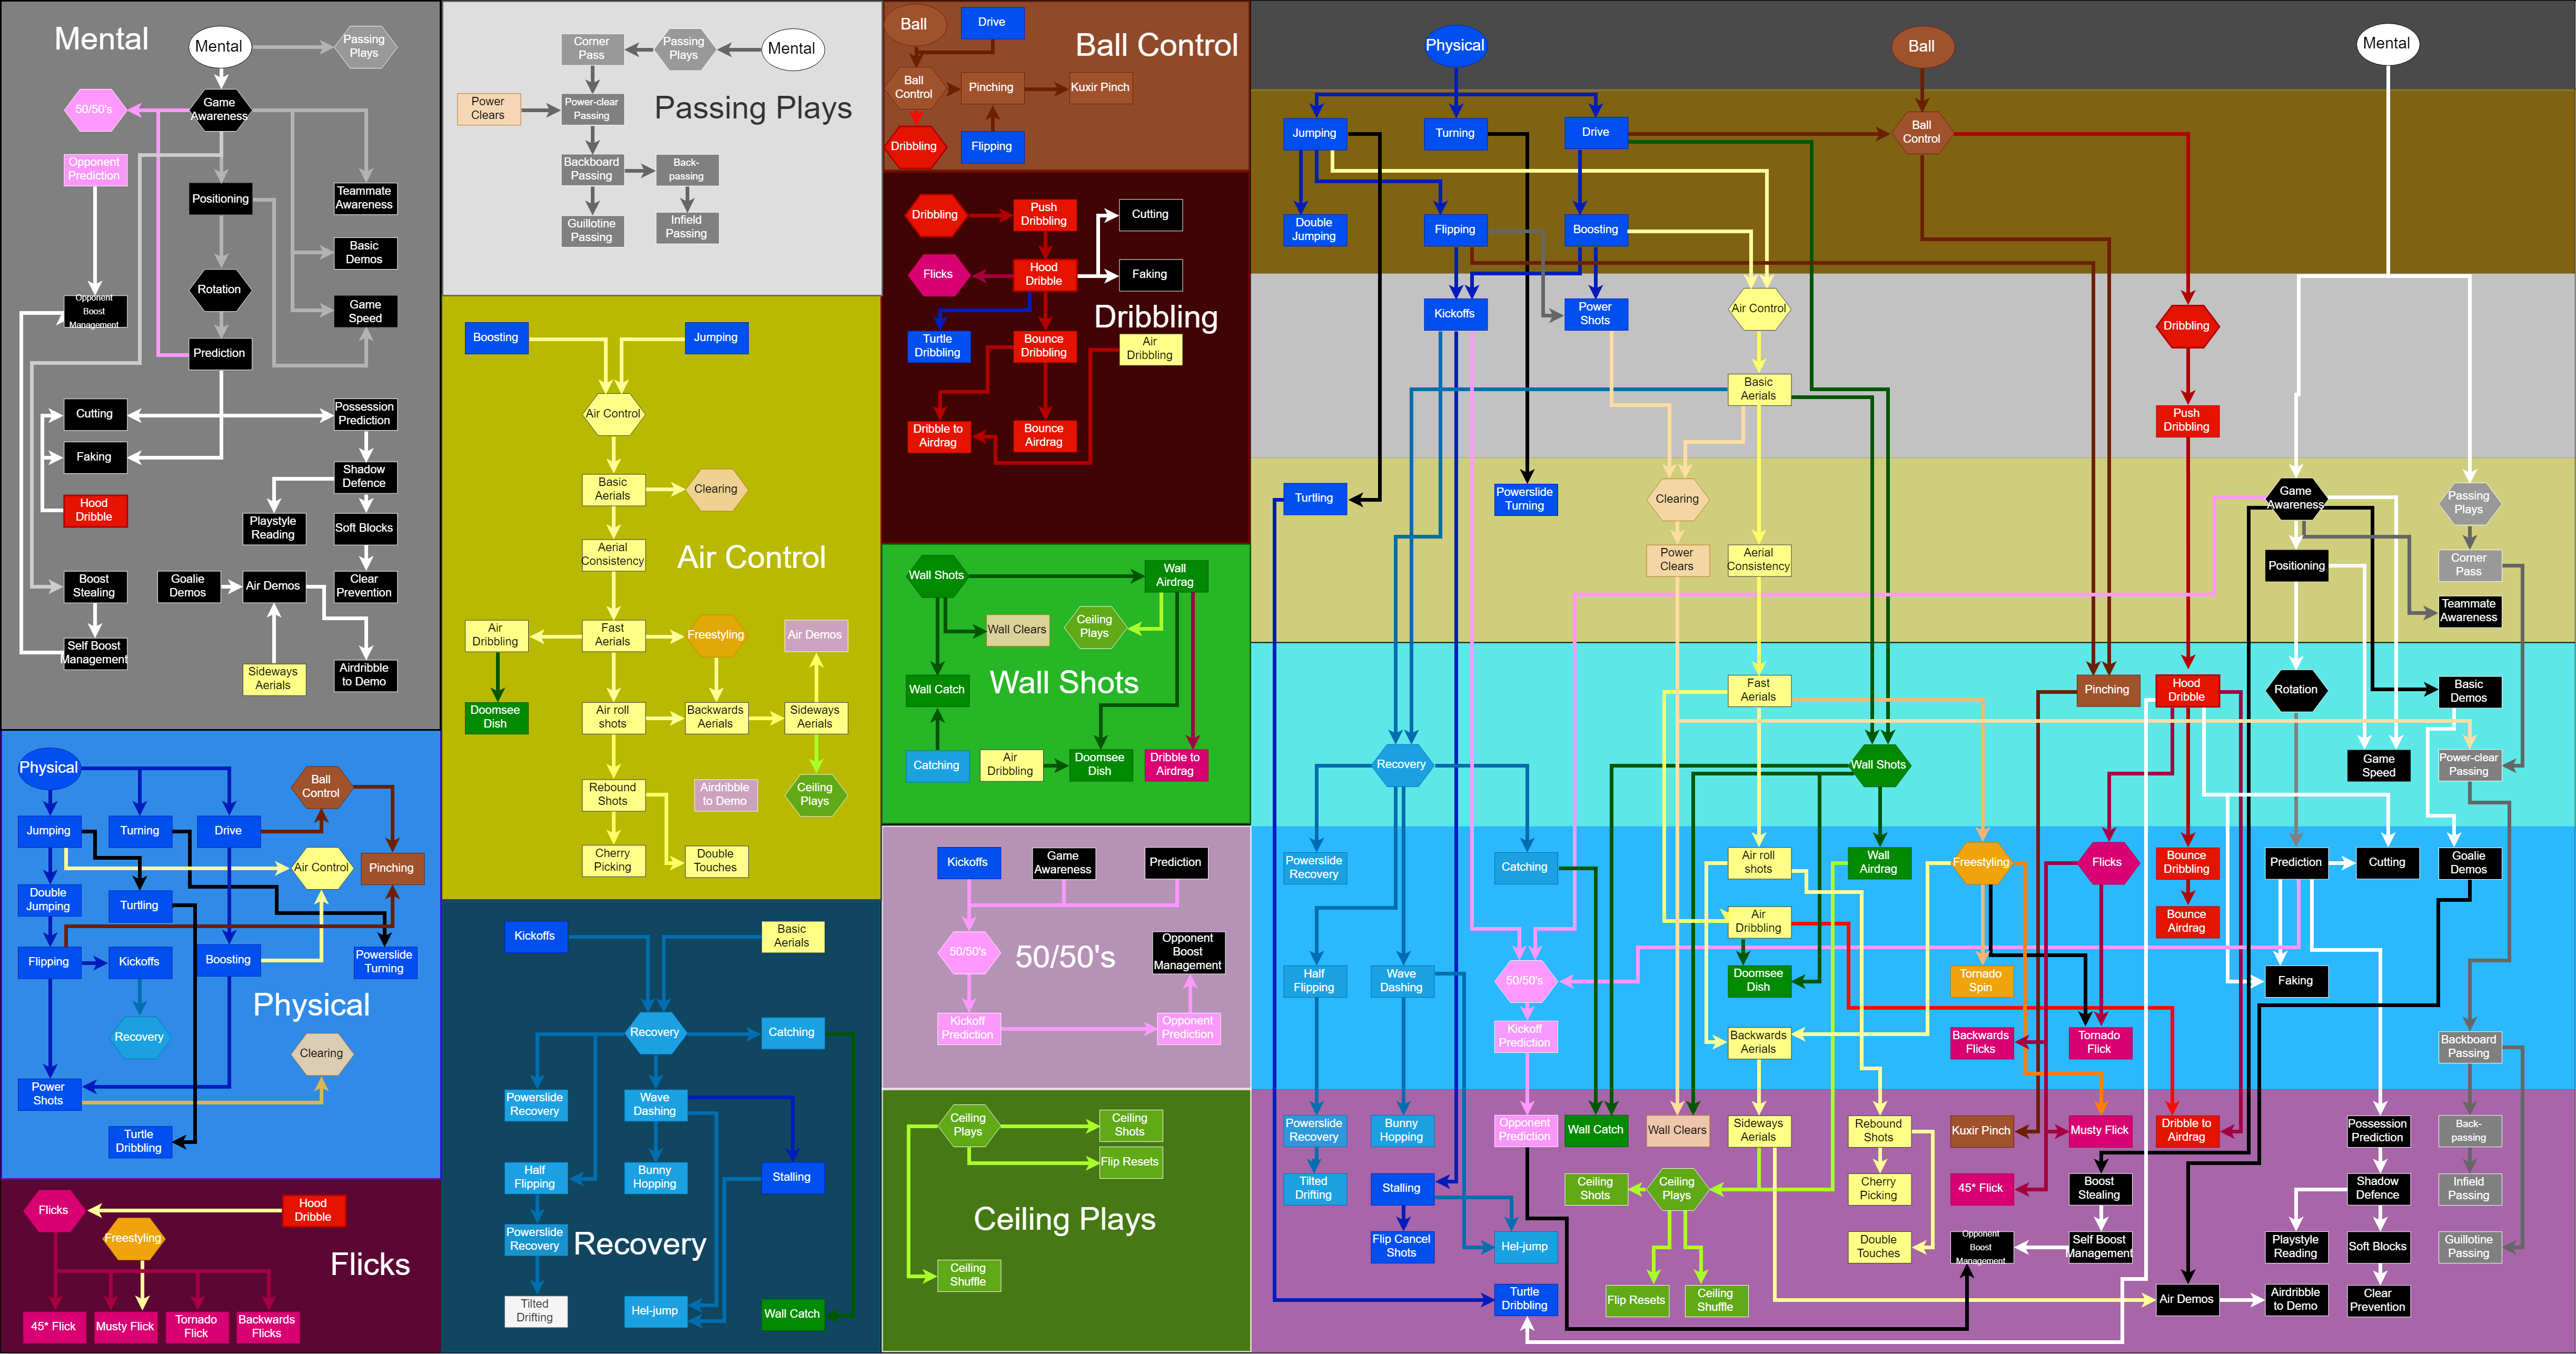 Mental
Mental
Passing
Plays
50/50's
Game
Awareness
Opponent
Prediction
Positioning
Teammate
Awareness
Basic
Demos
Rotation
Game
Speed
Opponent
Boost
Management
Prediction
Cutting
Possession
Prediction
Faking
Shadow
Defence
Hood
Dribble
Playstyle
Reading
Soft Blocks
Boost
Stealing
Goalie
Demos
Air Demos
Clear
Prevention
Self Boost
Management
Sideways
Aerials
Airdribble
to Demo
Physical
Ball
Control
Jumping
Turning
Drive
Air Control
Pinching
Double
Jumping
Turtling
Flipping
Kickoffs
Boosting
Powerslide
Turning
Physical
Recovery
Clearing
Power
Shots
Turtle
Dribbling
Flicks
Hood
Dribble
Freestyling
Flicks
45* Flick
Musty Flick
Tornado
Flick
Backwards
Flicks
Corner
Pass
Passing
Plays
Mental
Power
Clears
Power-clear
Passing
Passing Plays
Backboard
Passing
Back-
passing
Guillotine
Passing
Infield
Passing
Boosting
Jumping
Air Control
Basic
Aerials
Clearing
Aerial
Consistency
Air Control
Air
Dribbling
Fast
Aerials
Freestyling
Air Demos
Doomsee
Dish
Air roll
shots
Backwards
Aerials
Sideways
Aerials
Rebound
Shots
Airdribble
to Demo
Ceiling
Plays
Cherry
Picking
Double
Touches
Kickoffs
Basic
Aerials
Recovery
Catching
Powerslide
Recovery
Wave
Dashing
Half
Flipping
Bunny
Hopping
Stalling
Powerslide
Recovery
Recovery
Tilted
Drifting
Hel-jump
Wall Catch
Ball
Drive
Ball Control
Ball
Control
Pinching
Kuxir Pinch
Dribbling
Flipping
Dribbling
Push
Dribbling
Cutting
Flicks
Hood
Dribble
Faking
Dribbling
Turtle
Dribbling
Bounce
Dribbling
Air
Dribbling
Dribble to
Airdrag
Bounce
Airdrag
Wall Shots
Wall
Airdrag
Wall Clears
Ceiling
Plays
Wall Catch
Wall Shots
Catching
Air
Dribbling
Doomsee
Dish
Dribble to
Airdrag
Kickoffs
Game
Awareness
Prediction
50/50's
50/50's
Opponent
Boost
Management
Kickoff
Prediction
Opponent
Prediction
Ceiling
Plays
Ceiling
Shots
Flip Resets
Ceiling Plays
Ceiling
Shuffle
Physical
Ball
Mental
Jumping
Turning
Drive
Ball
Control
Double
Jumping
Flipping
Boosting
Kickoffs
Power
Shots
Air Control
Dribbling
Basic
Aerials
Push
Dribbling
Turtling
Powerslide
Turning
Clearing
Game
Awareness
Passing
Plays
Power
Clears
Aerial
Consistency
Positioning
Corner
Pass
Teammate
Awareness
Fast
Aerials
Pinching
Hood
Dribble
Rotation
Basic
Demos
Recovery
Wall Shots
Game
Speed
Power-clear
Passing
Powerslide
Recovery
Catching
Air roll
shots
Wall
Airdrag
Freestyling
Flicks
Bounce
Dribbling
Prediction
Cutting
Goalie
Demos
Air
Dribbling
Bounce
Airdrag
Half
Flipping
Wave
Dashing
50/50's
Doomsee
Dish
Tornado
Spin
Faking
Kickoff
Prediction
Backwards
Aerials
Backwards
Flicks
Tornado
Flick
Backboard
Passing
Powerslide
Recovery
Bunny
Hopping
Opponent
Prediction
Wall Catch
Wall Clears
Sideways
Aerials
Rebound
Shots
Kuxir Pinch
Musty Flick
Dribble to
Airdrag
Possession
Prediction
Back-
passing
Tilted
Drifting
Stalling
Ceiling
Shots
Ceiling
Plays
Cherry
Picking
45* Flick
Boost
Stealing
Shadow
Defence
Infield
Passing
Flip Cancel
Shots
Hel-jump
Double
Touches
Opponent
Boost
Management
Self Boost
Management
Playstyle
Reading
Soft Blocks
Guillotine
Passing
Turtle
Dribbling
Flip Resets
Ceiling
Shuffle
Air Demos
Airdribble
to Demo
Clear
Prevention